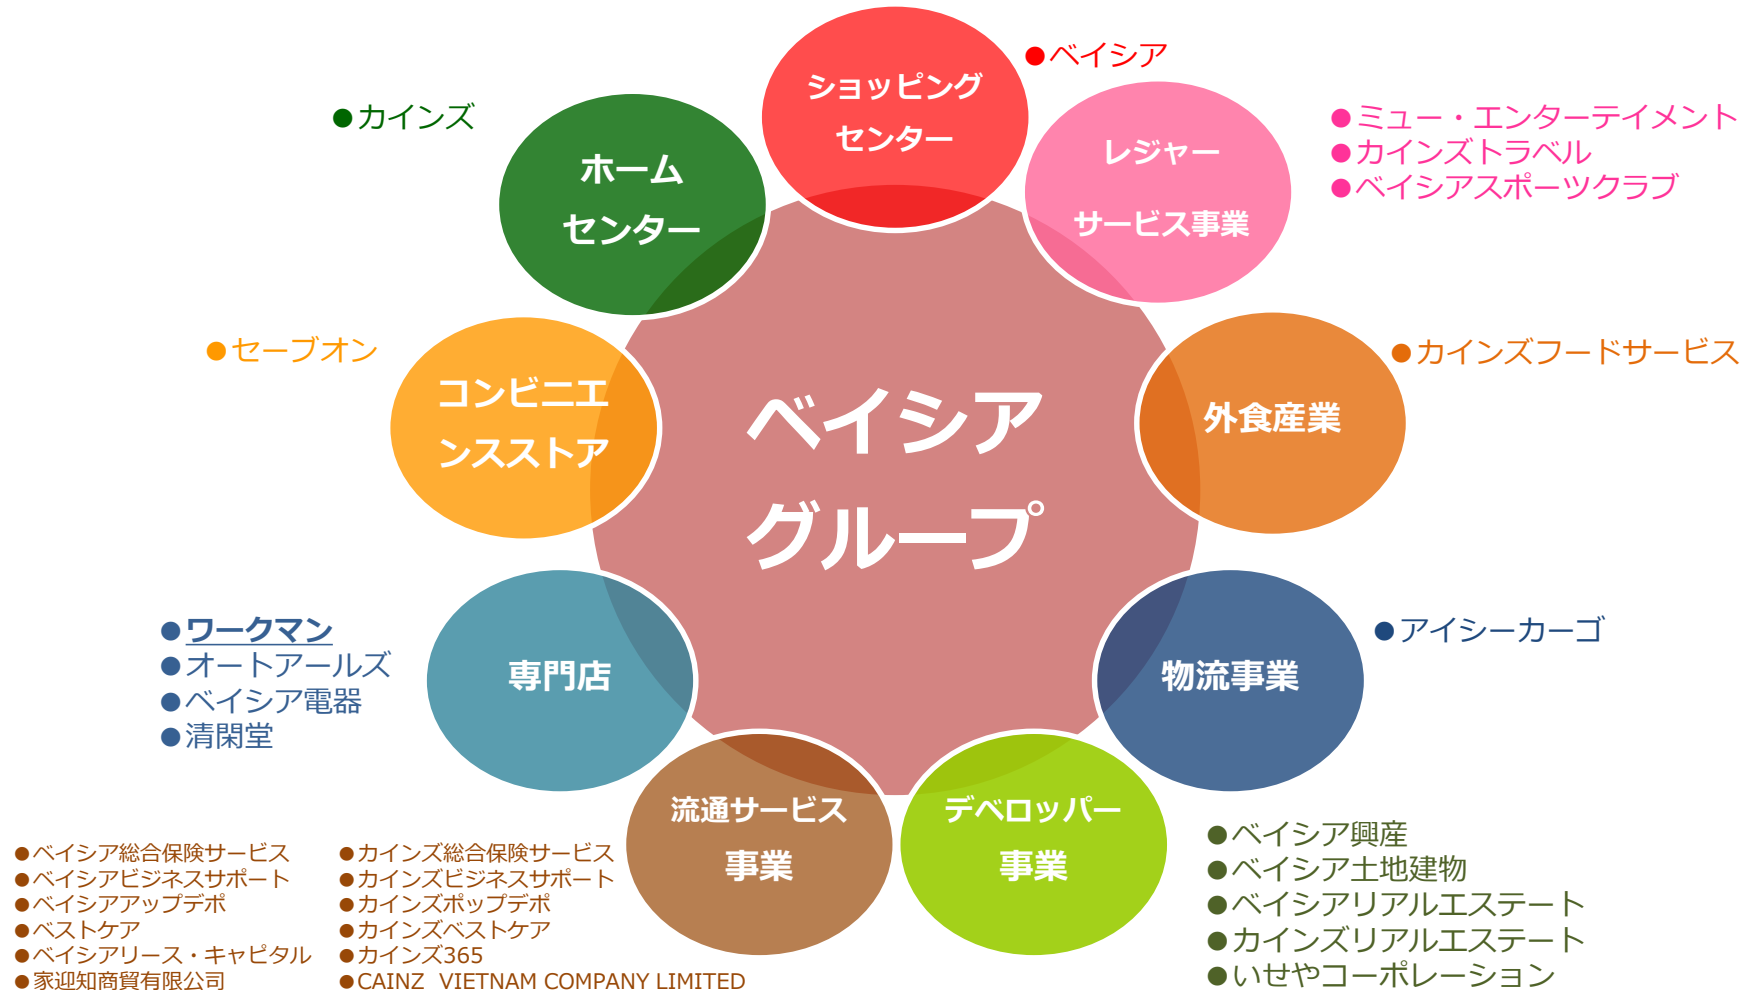 ●ベイシア
ショッピング
センター
●カインズ
ホーム
センター
レジャー
サービス事業
●ミュー・エンターテイメント
●カインズトラベル
●ベイシアスポーツクラブ
●セーブオン
コンビニエ
ンスストア
●カインズフードサービス
外食産業
ベイシア
グループ
●ワークマン
●オートアールズ
●ベイシア電器
●清閑堂
専門店
●アイシーカーゴ
物流事業
流通サービス
事業
デベロッパー
事業
●ベイシア総合保険サービス
●ベイシアビジネスサポート
●ベイシアアップデポ
●ベストケア
●ベイシアリース・キャピタル
●家迎知商貿有限公司
●カインズ総合保険サービス
●カインズビジネスサポート
●カインズポップデポ
●カインズベストケア
●カインズ365
●CAINZ VIETNAM COMPANY LIMITED
●ベイシア興産
●ベイシア土地建物
●ベイシアリアルエステート
●カインズリアルエステート
●いせやコーポレーション